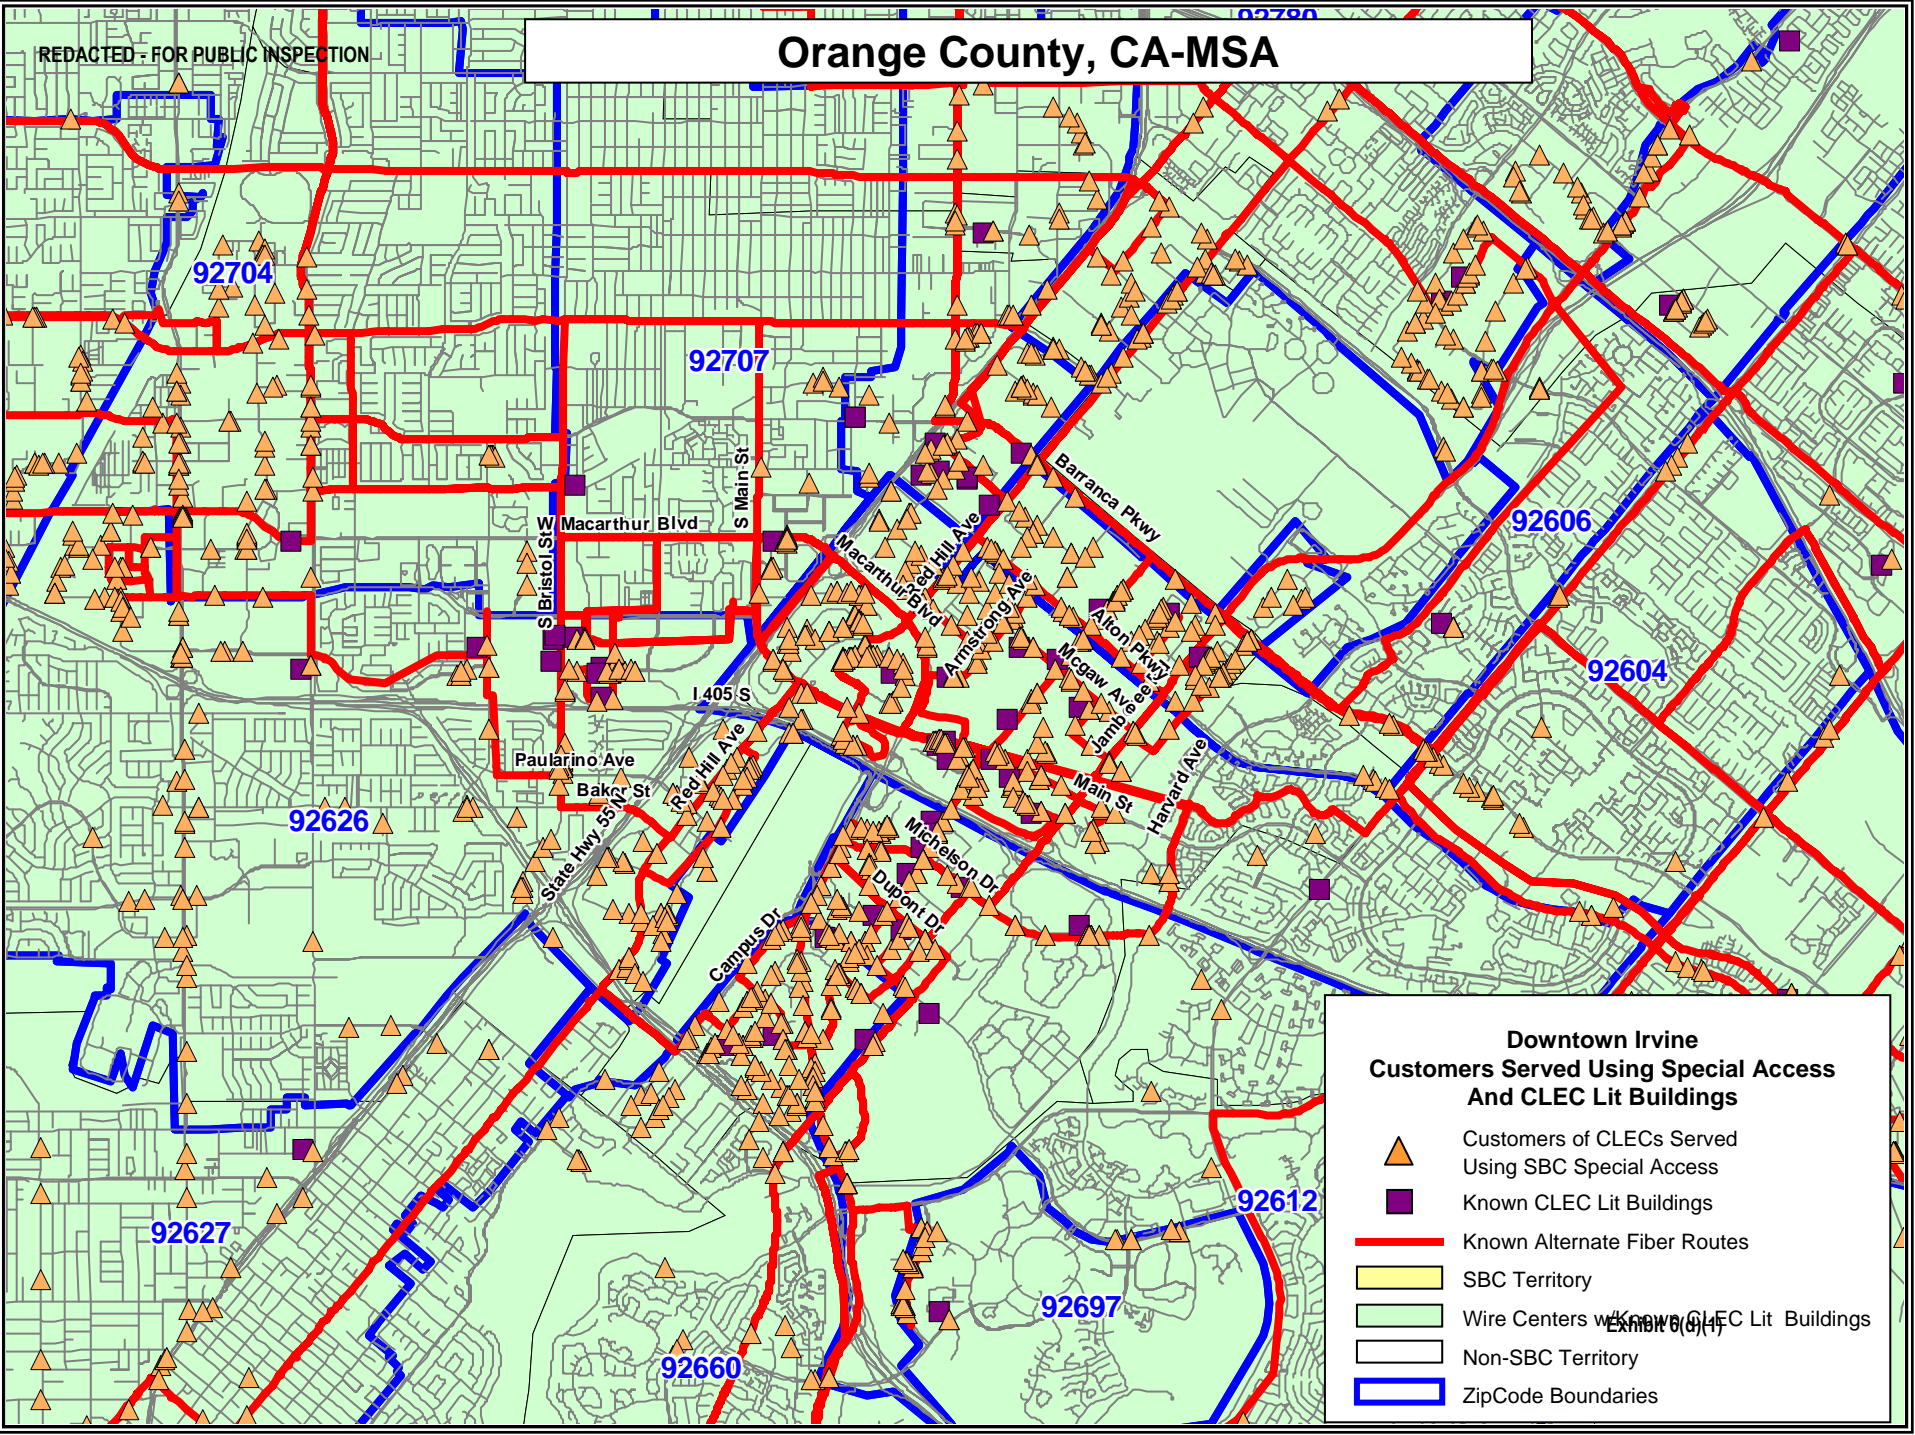 92780
REDACTED - FOR PUBLIC INSPECTION
Orange County, CA-MSA
92704
92707
S Main St
Barranca Pkwy
W Macarthur Blvd
92606
S Bristol St
Macarthur Blvd
Red Hill Ave
Armstrong Ave
Alton Pkwy
Mcgaw Ave
92604
I 405 S
Jamboree
Red Hill Ave
Paularino Ave
Baker St
Main St
Harvard Ave
92626
State Hwy 55 N
Michelson Dr
Dupont Dr
Campus Dr
92612
92627
92697
92660
Downtown Irvine
Customers Served Using Special Access
And CLEC Lit Buildings
Customers of CLECs Served
Using SBC Special Access
Known CLEC Lit Buildings
Known Alternate Fiber Routes
SBC Territory
Wire Centers w/Known CLEC Lit Buildings
Exhibit 6(d)(1)
Non-SBC Territory
ZipCode Boundaries